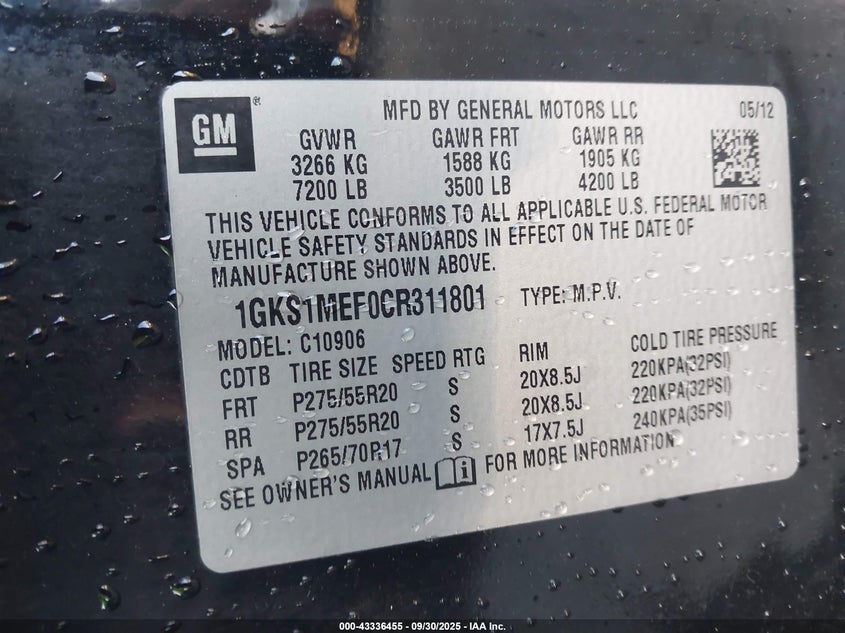 GM ®
MFD BY GENERAL MOTORS LLC 05/12
GVWR GAWR FRT GAWR RR
3266 KG 1588 KG 1905 KG
7200 LB 3500 LB 4200 LB
THIS VEHICLE CONFORMS TO ALL APPLICABLE U.S. FEDERAL MOTOR
VEHICLE SAFETY STANDARDS IN EFFECT ON THE DATE OF
MANUFACTURE SHOWN ABOVE.
1GKS1MEF0CR311801 TYPE: M.P.V.
MODEL: C10906
CDTB TIRE SIZE SPEED RTG RIM COLD TIRE PRESSURE
FRT P275/55R20 S 20X8.5J 220KPA(32PSI)
RR P275/55R20 S 20X8.5J 220KPA(32PSI)
SPA P265/70R17 S 17X7.5J 240KPA(35PSI)
SEE OWNER'S MANUAL FOR MORE INFORMATION
000-43336455 - 09/30/2025 - IAA Inc.